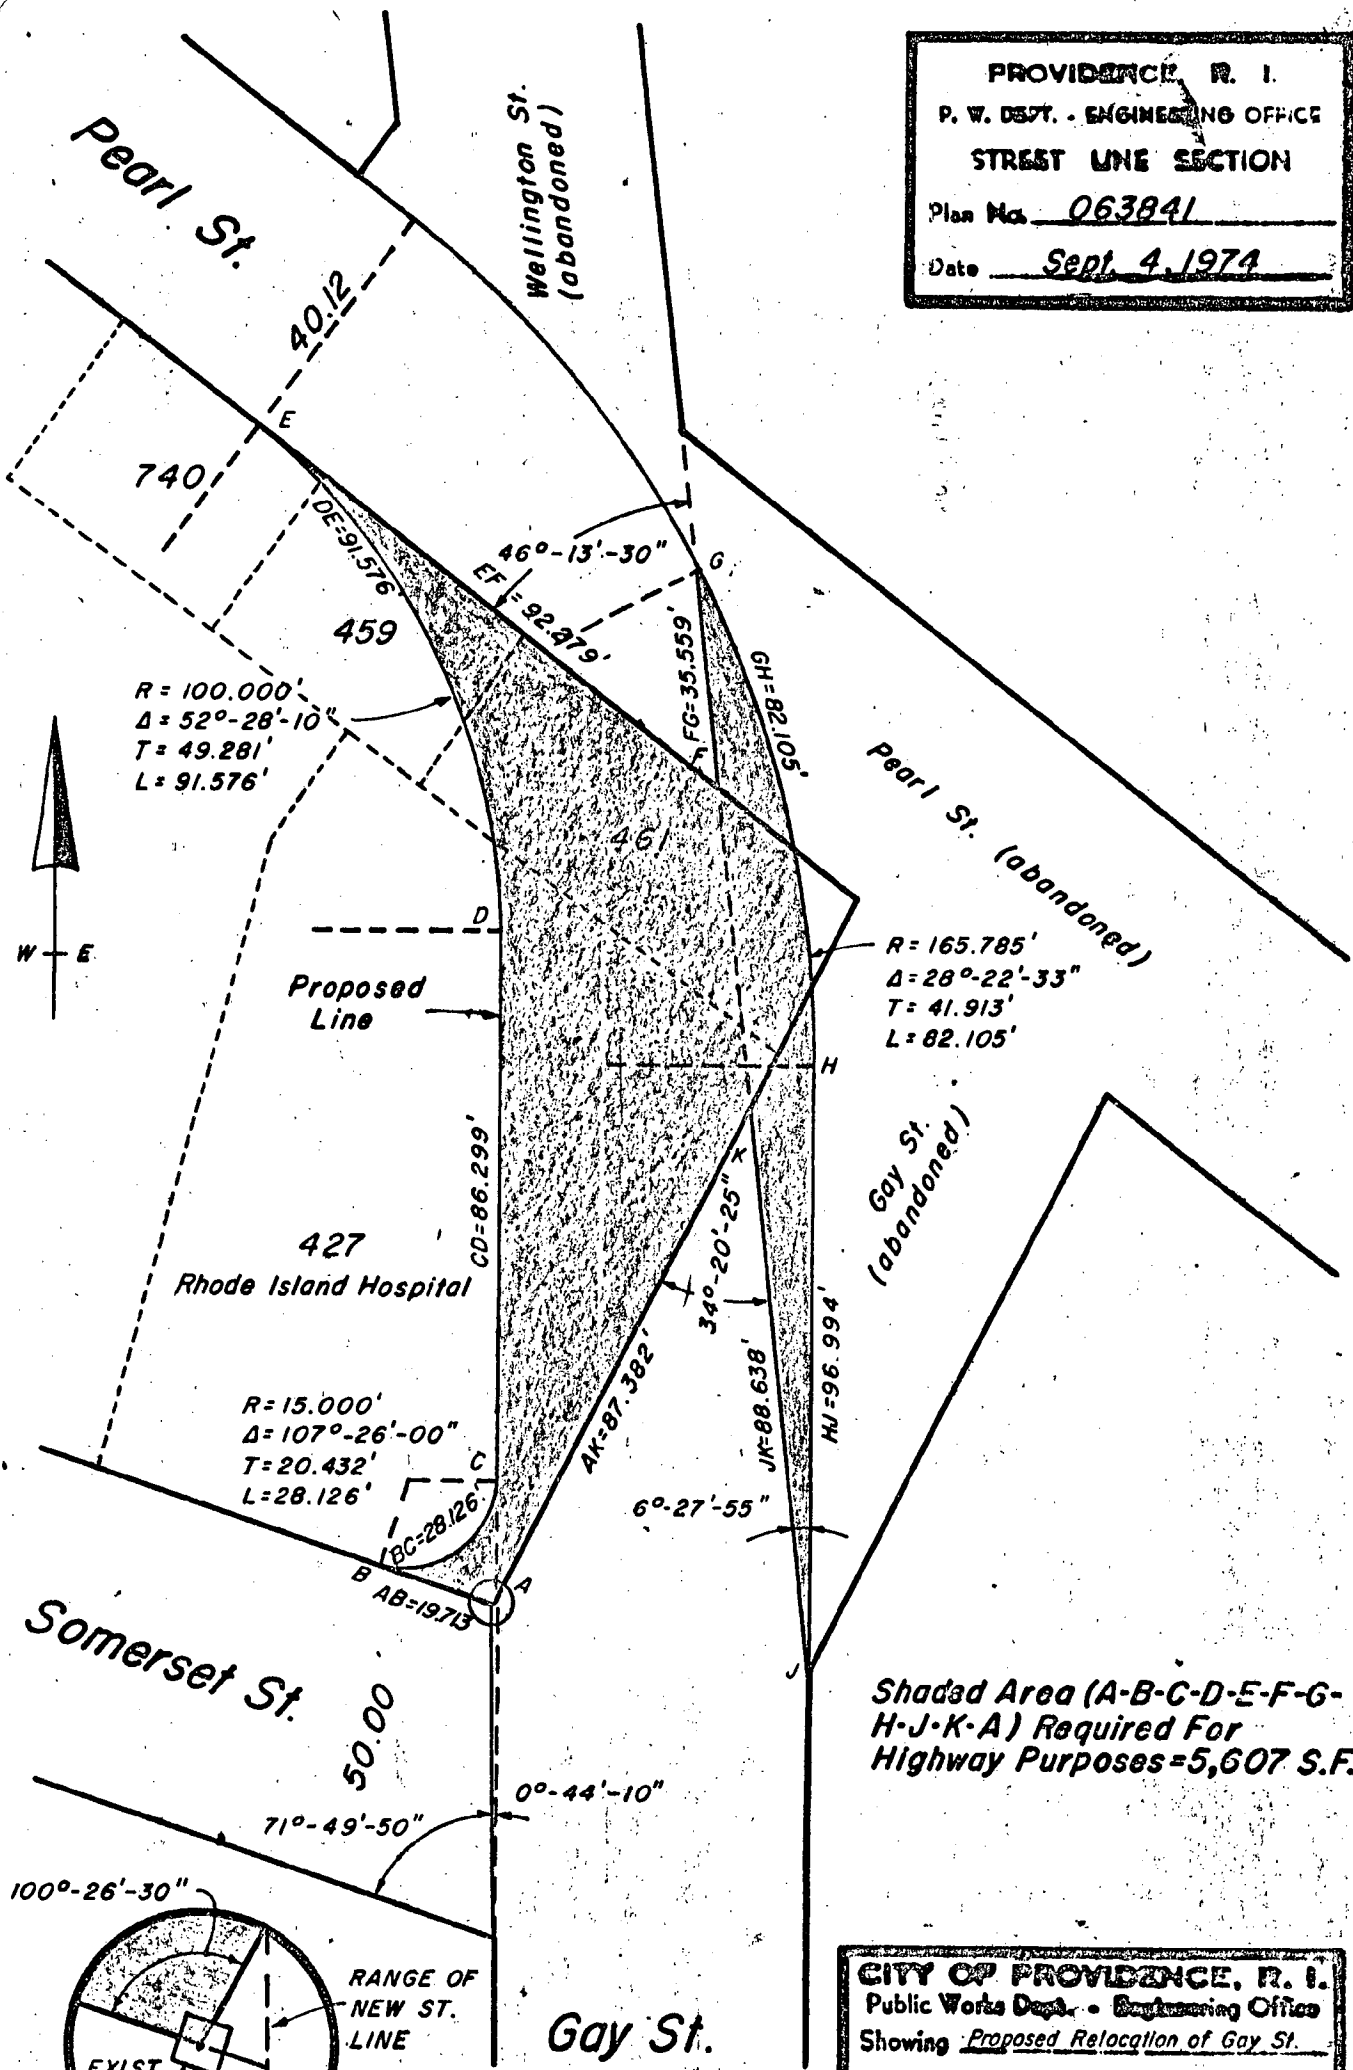 PROVIDENCE, R. I.
P. W. DEPT. - ENGINEERING OFFICE
STREET LINE SECTION
Plan No. 063841
Date Sept. 4, 1974
Pearl St.
Wellington St.
(abandoned)
40.12
E
740
DE=91.576'
46°-13'-30"
G
EF=92.279'
459
FG=35.559'
GH=82.105'
R = 100.000'
Δ = 52°-28'-10"
T = 49.281'
L = 91.576'
F
Pearl St. (abandoned)
461
D
W E
R = 165.785'
Δ = 28°-22'-33"
T = 41.913'
L = 82.105'
Proposed
Line
H
K
Gay St.
(abandoned)
CD=86.299'
34°-20'-25"
427
Rhode Island Hospital
HJ=96.994'
JK=88.638'
AK=87.382'
R = 15.000'
Δ = 107°-26'-00"
T = 20.432'
L = 28.126'
C
BC=28.126'
6°-27'-55"
B
A
AB=19.713
Somerset St.
J
50.00
Shaded Area (A-B-C-D-E-F-G-
H-J-K-A) Required For
Highway Purposes=5,607 S.F.
0°-44'-10"
71°-49'-50"
100°-26'-30"
RANGE OF
NEW ST.
LINE
EXIST.
Gay St.
CITY OF PROVIDENCE, R. I.
Public Works Dept. - Engineering Office
Showing Proposed Relocation of Gay St.